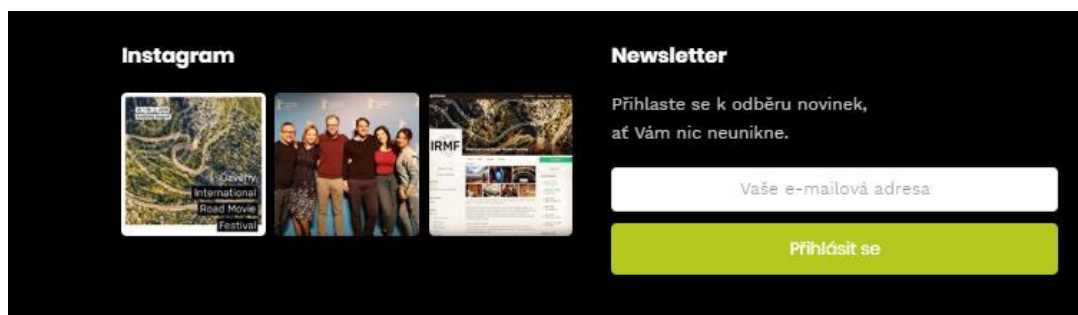 Instagram
Ozvěny
International
Road Movie
Festival
IRMF
Newsletter
Přihlaste se k odběru novinek,
ať Vám nic neunikne.
Vaše e-mailová adresa
Přihlásit se